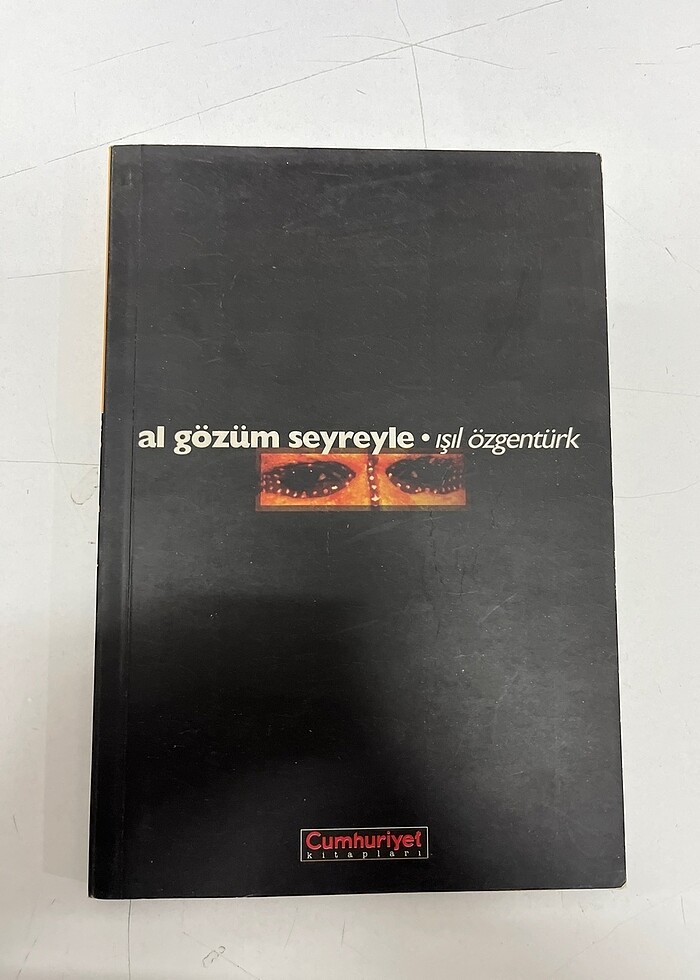 al gözüm seyreyle • ışıl özgentürk
Cumhuriyet
kitapları